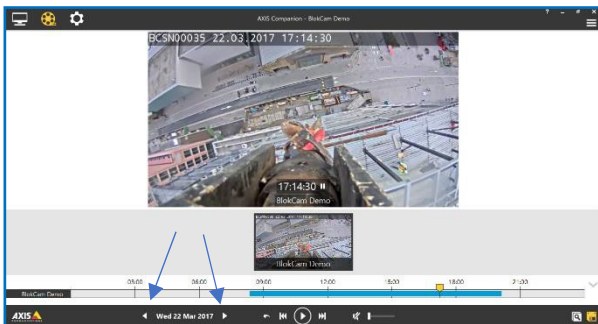 AXIS Companion - BlokCam Demo
?
BCSN00035 22.03.2017 17:14:30
17:14:30
BlokCam Demo
BlokCam Demo
03:00 06:00 09:00 12:00 15:00 18:00 21:00
BlokCam Demo
AXIS Wed 22 Mar 2017